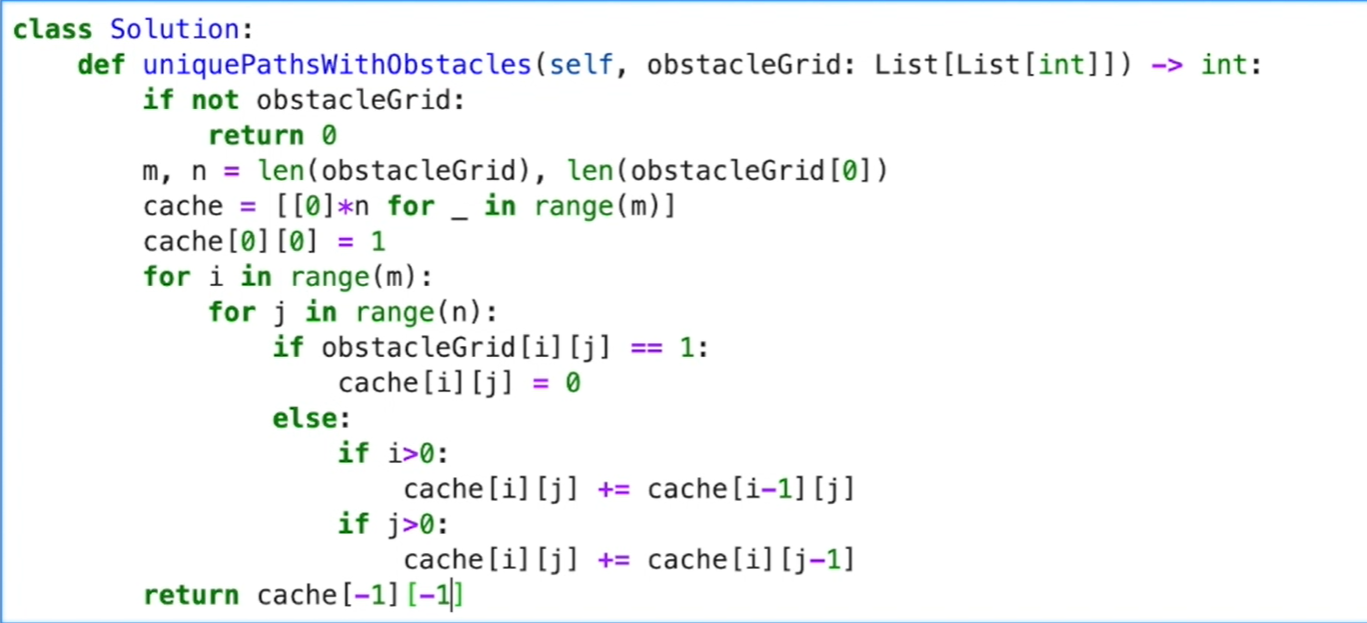 class Solution:
    def uniquePathsWithObstacles(self, obstacleGrid: List[List[int]]) -> int:
        if not obstacleGrid:
            return 0
        m, n = len(obstacleGrid), len(obstacleGrid[0])
        cache = [[0]*n for _ in range(m)]
        cache[0][0] = 1
        for i in range(m):
            for j in range(n):
                if obstacleGrid[i][j] == 1:
                    cache[i][j] = 0
                else:
                    if i>0:
                        cache[i][j] += cache[i-1][j]
                    if j>0:
                        cache[i][j] += cache[i][j-1]
        return cache[-1][-1]